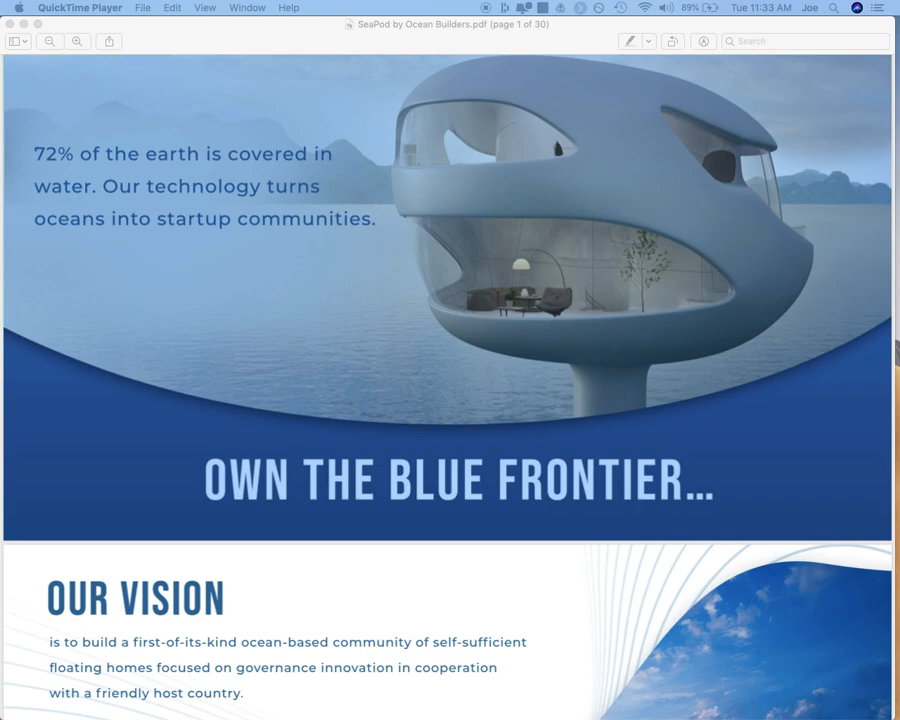 QuickTime Player File Edit View Window Help 89% Tue 11:33 AM Joe
SeaPod by Ocean Builders.pdf (page 1 of 30)
Search
72% of the earth is covered in
water. Our technology turns
oceans into startup communities.
OWN THE BLUE FRONTIER...
OUR VISION
is to build a first-of-its-kind ocean-based community of self-sufficient
floating homes focused on governance innovation in cooperation
with a friendly host country.